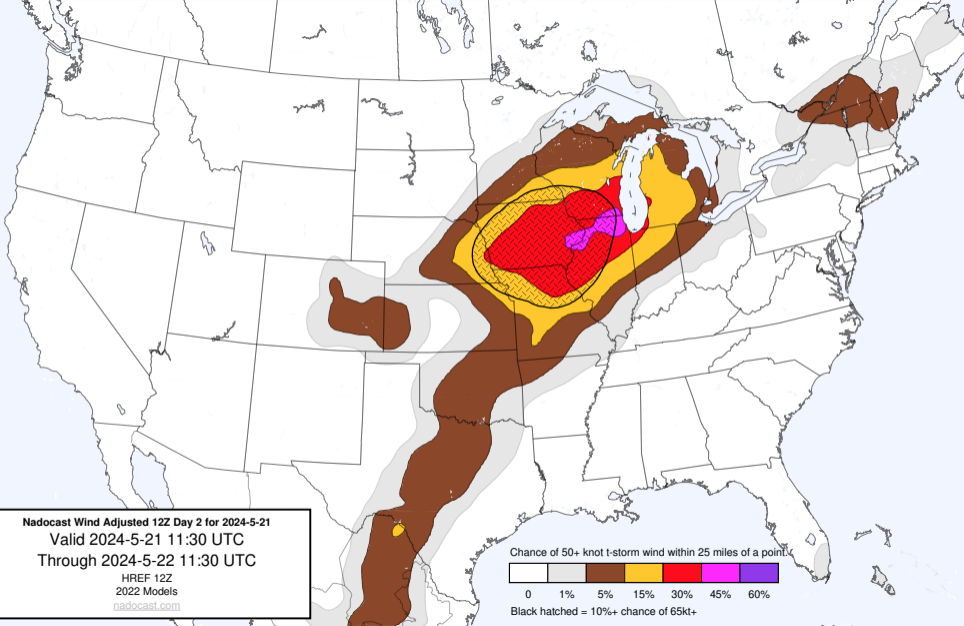 Nadocast Wind Adjusted 12Z Day 2 for 2024-5-21
Valid 2024-5-21 11:30 UTC
Through 2024-5-22 11:30 UTC
HREF 12Z
2022 Models
nadocast.com
Chance of 50+ knot t-storm wind within 25 miles of a point.
0 1% 5% 15% 30% 45% 60%
Black hatched = 10%+ chance of 65kt+